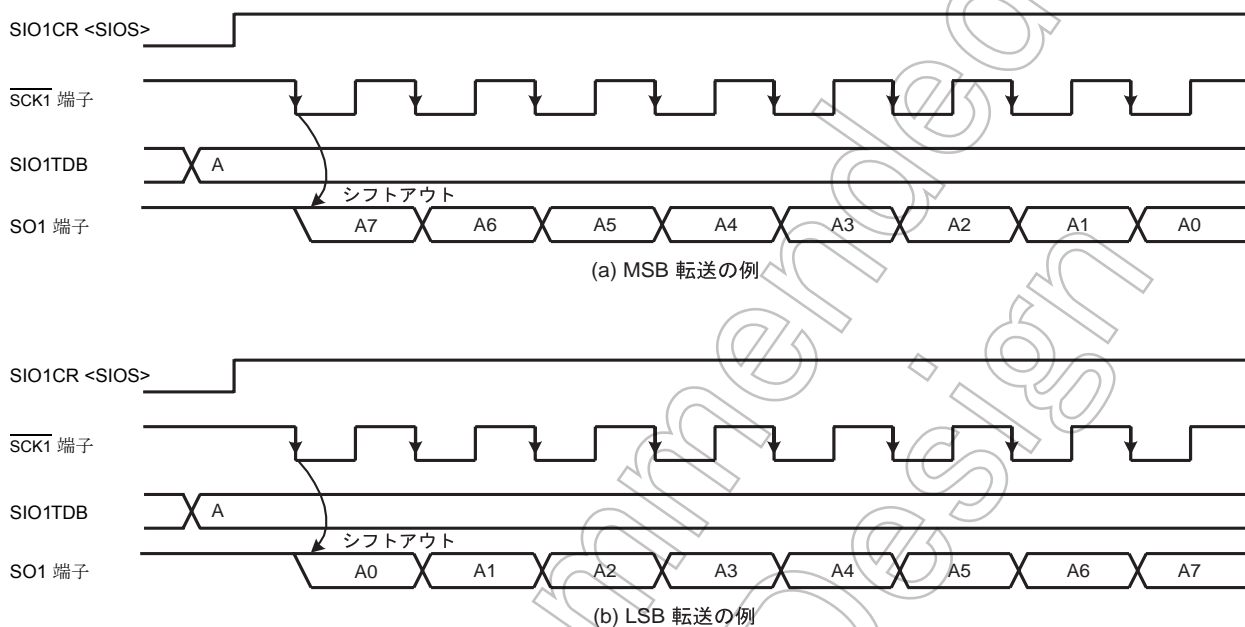 SIO1CR <SIOS>
SCK1 端子
SIO1TDB A
シフトアウト
SO1 端子 A7 A6 A5 A4 A3 A2 A1 A0
(a) MSB 転送の例
SIO1CR <SIOS>
SCK1 端子
SIO1TDB A
シフトアウト
SO1 端子 A0 A1 A2 A3 A4 A5 A6 A7
(b) LSB 転送の例
mmended
Design